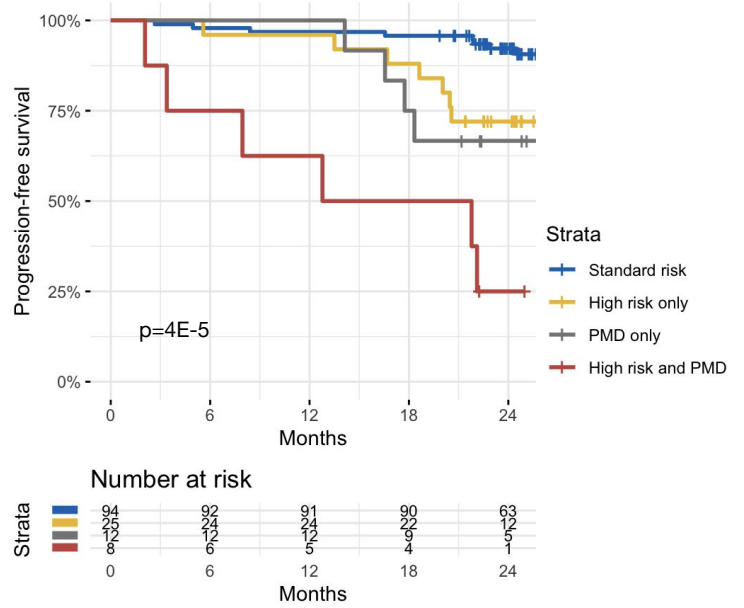 Progression-free survival
100%
75%
50%
25%
0%
p=4E-5
0 6 12 18 24
Months
Strata
Standard risk
High risk only
PMD only
High risk and PMD
Number at risk
Strata
94 92 91 90 63
25 24 24 22 12
12 12 12 9 5
8 6 5 4 1
0 6 12 18 24
Months